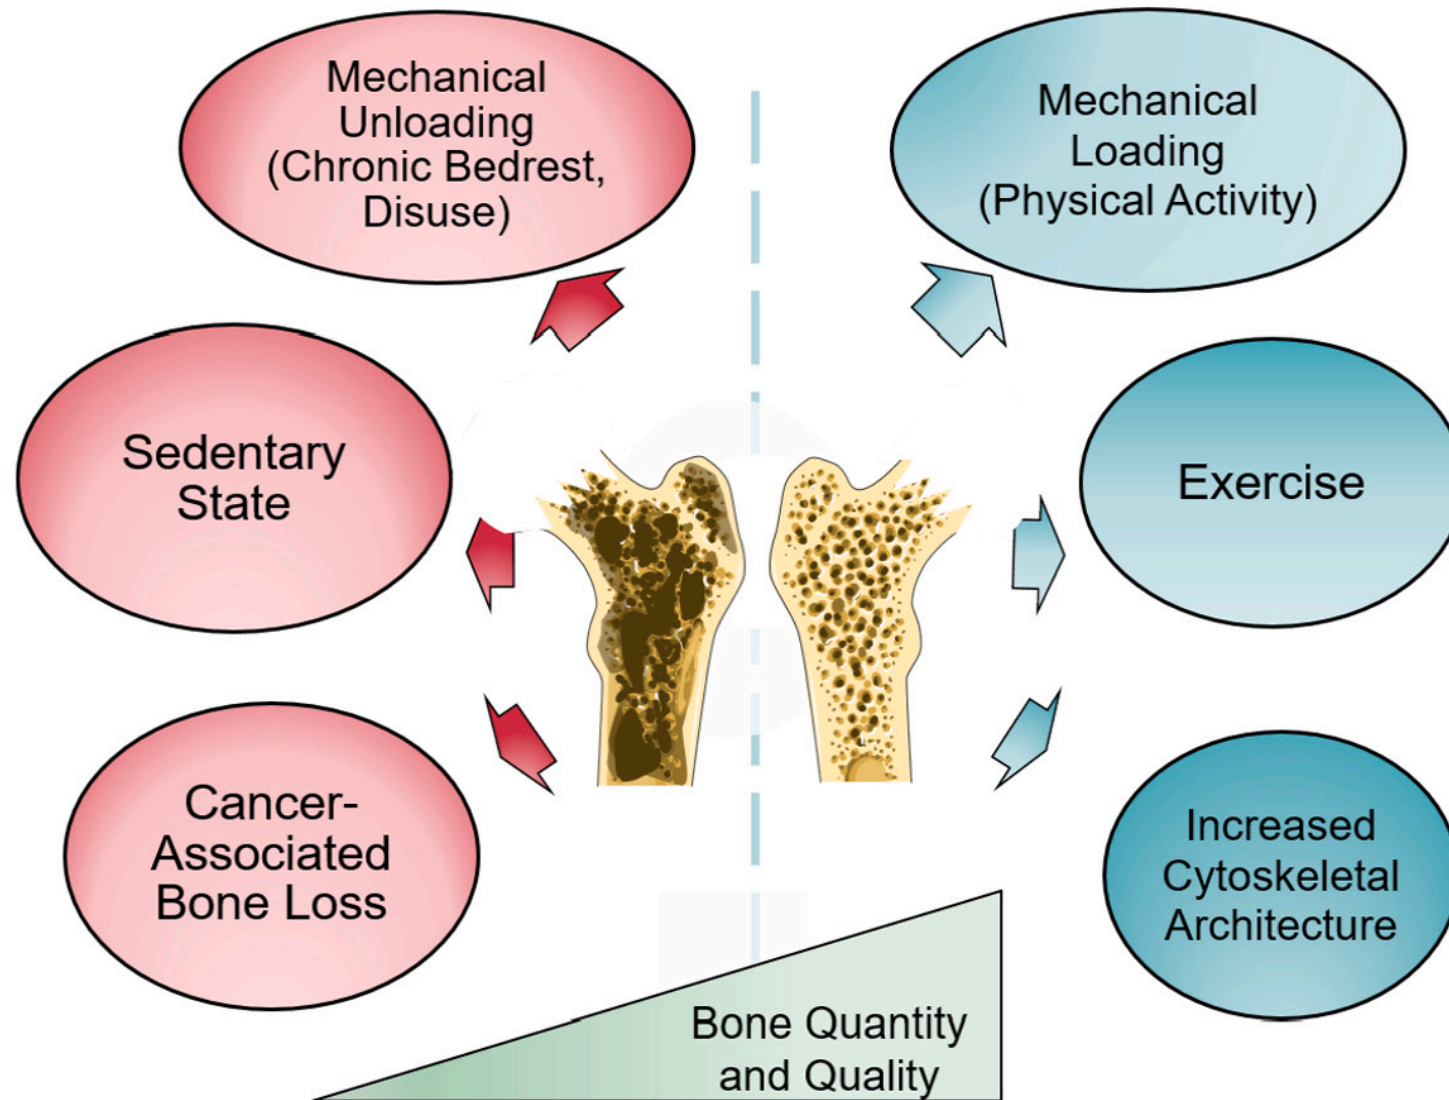 Mechanical
Unloading
(Chronic Bedrest,
Disuse)
Mechanical
Loading
(Physical Activity)
Sedentary
State
Exercise
Cancer-
Associated
Bone Loss
Increased
Cytoskeletal
Architecture
Bone Quantity
and Quality